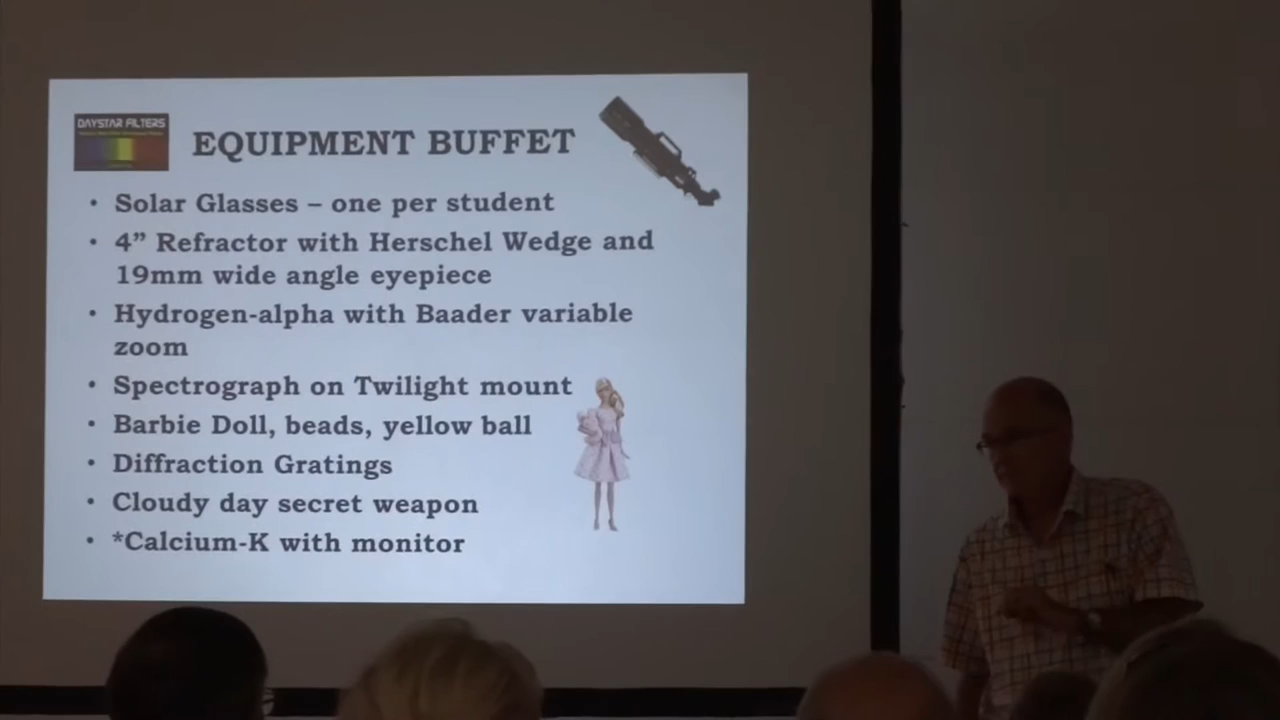 DAYSTAR FILTERS
EQUIPMENT BUFFET
• Solar Glasses – one per student
• 4” Refractor with Herschel Wedge and
19mm wide angle eyepiece
• Hydrogen-alpha with Baader variable
zoom
• Spectrograph on Twilight mount
• Barbie Doll, beads, yellow ball
• Diffraction Gratings
• Cloudy day secret weapon
• *Calcium-K with monitor